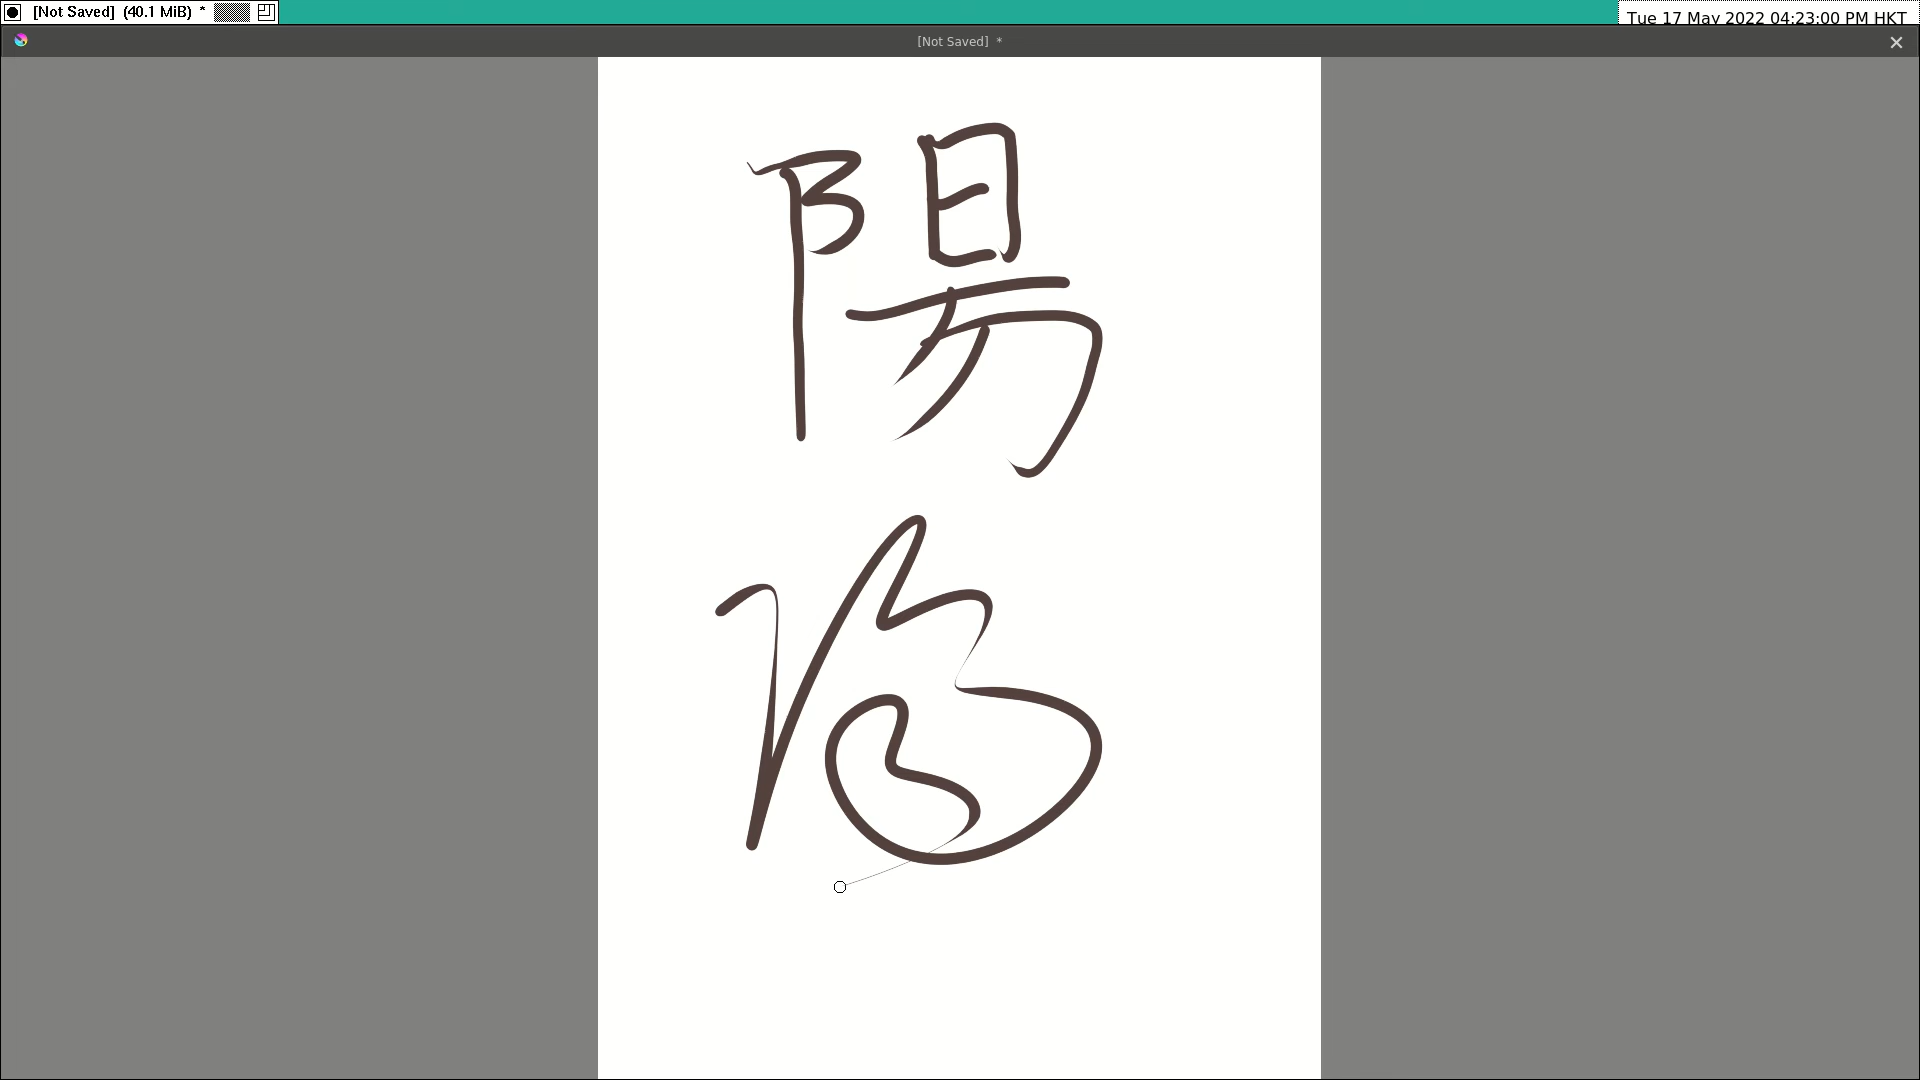 [Not Saved] (40.1 MiB) *
Tue 17 May 2022 04:23:00 PM HKT
[Not Saved] *
陽